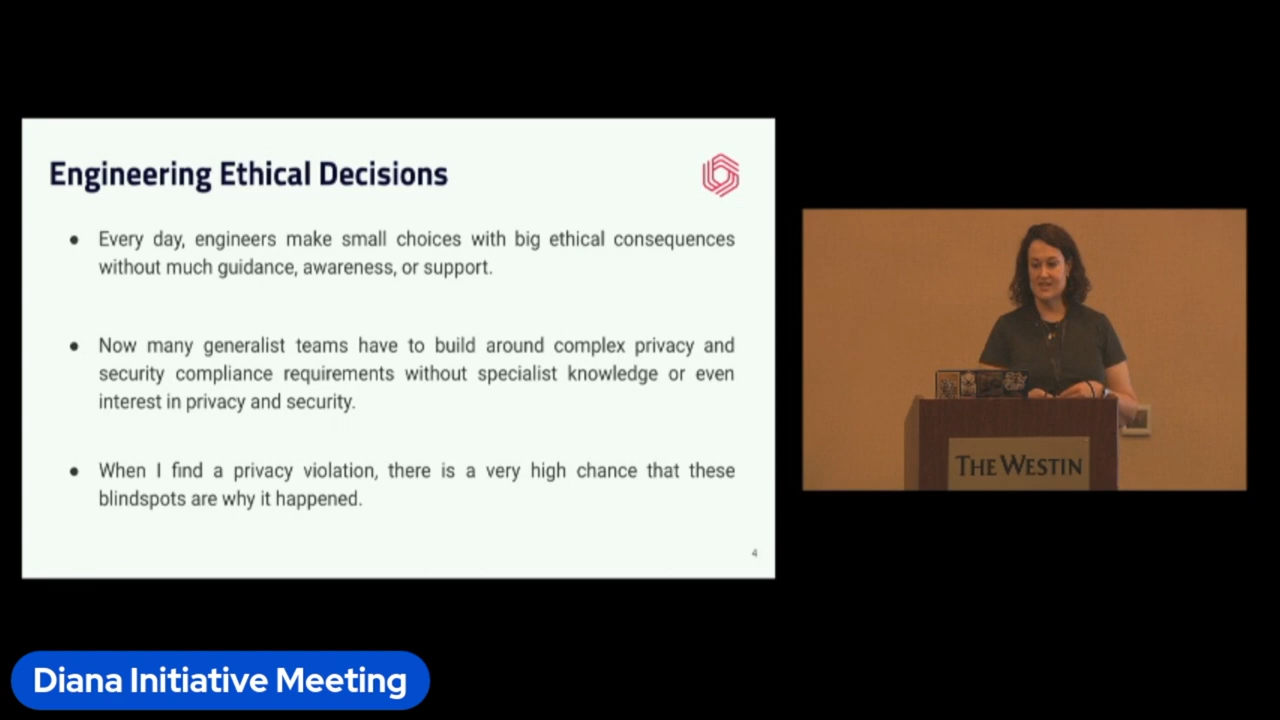 Engineering Ethical Decisions
● Every day, engineers make small choices with big ethical consequences
without much guidance, awareness, or support.
● Now many generalist teams have to build around complex privacy and
security compliance requirements without specialist knowledge or even
interest in privacy and security.
● When I find a privacy violation, there is a very high chance that these
blindspots are why it happened.
4
THE WESTIN
Diana Initiative Meeting